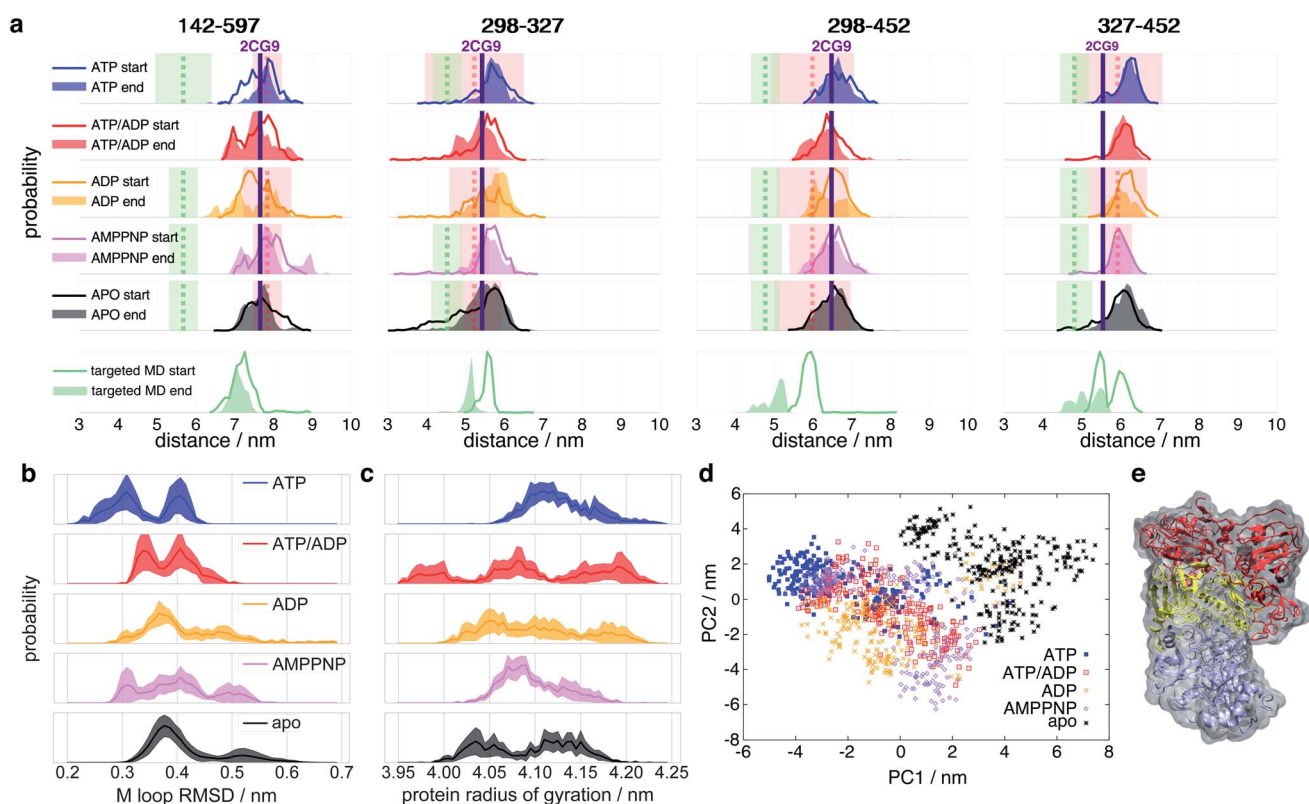 a
142-597
298-327
298-452
327-452
2CG9
2CG9
2CG9
2CG9
probability
ATP start
ATP end
ATP/ADP start
ATP/ADP end
ADP start
ADP end
AMPPNP start
AMPPNP end
APO start
APO end
targeted MD start
targeted MD end
3 4 5 6 7 8 9 10
distance / nm
3 4 5 6 7 8 9 10
distance / nm
3 4 5 6 7 8 9 10
distance / nm
3 4 5 6 7 8 9 10
distance / nm
b
probability
ATP
ATP/ADP
ADP
AMPPNP
apo
0.2 0.3 0.4 0.5 0.6 0.7
M loop RMSD / nm
c
3.95 4.00 4.05 4.10 4.15 4.20 4.25
protein radius of gyration / nm
d
PC2 / nm
6
4
2
0
-2
-4
-6
-8
ATP
ATP/ADP
ADP
AMPPNP
apo
-6 -4 -2 0 2 4 6 8
PC1 / nm
e